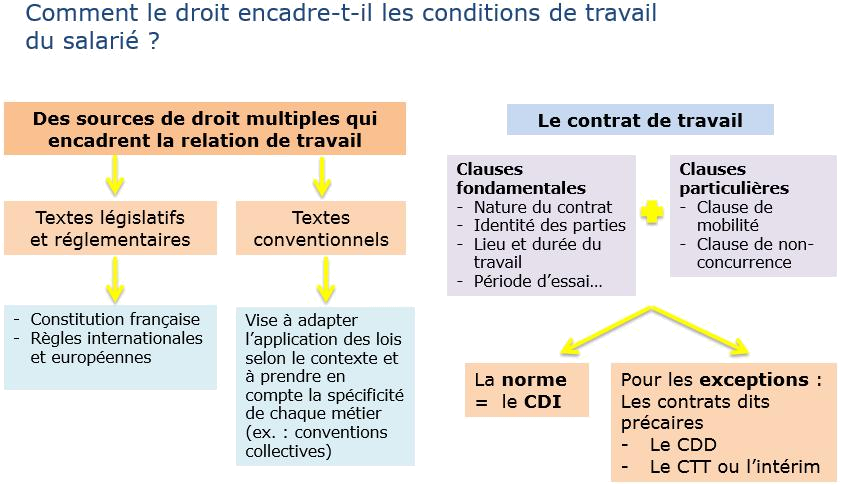 Comment le droit encadre-t-il les conditions de travail
du salarié ?
Des sources de droit multiples qui
encadrent la relation de travail
Textes législatifs
et réglementaires
- Constitution française
- Règles internationales
et européennes
Textes
conventionnels
Vise à adapter
l’application des lois
selon le contexte et
à prendre en
compte la spécificité
de chaque métier
(ex. : conventions
collectives)
Le contrat de travail
Clauses
fondamentales
- Nature du contrat
- Identité des parties
- Lieu et durée du
travail
- Période d’essai…
Clauses
particulières
- Clause de
mobilité
- Clause de non-
concurrence
La norme
= le CDI
Pour les exceptions :
Les contrats dits
précaires
- Le CDD
- Le CTT ou l’intérim